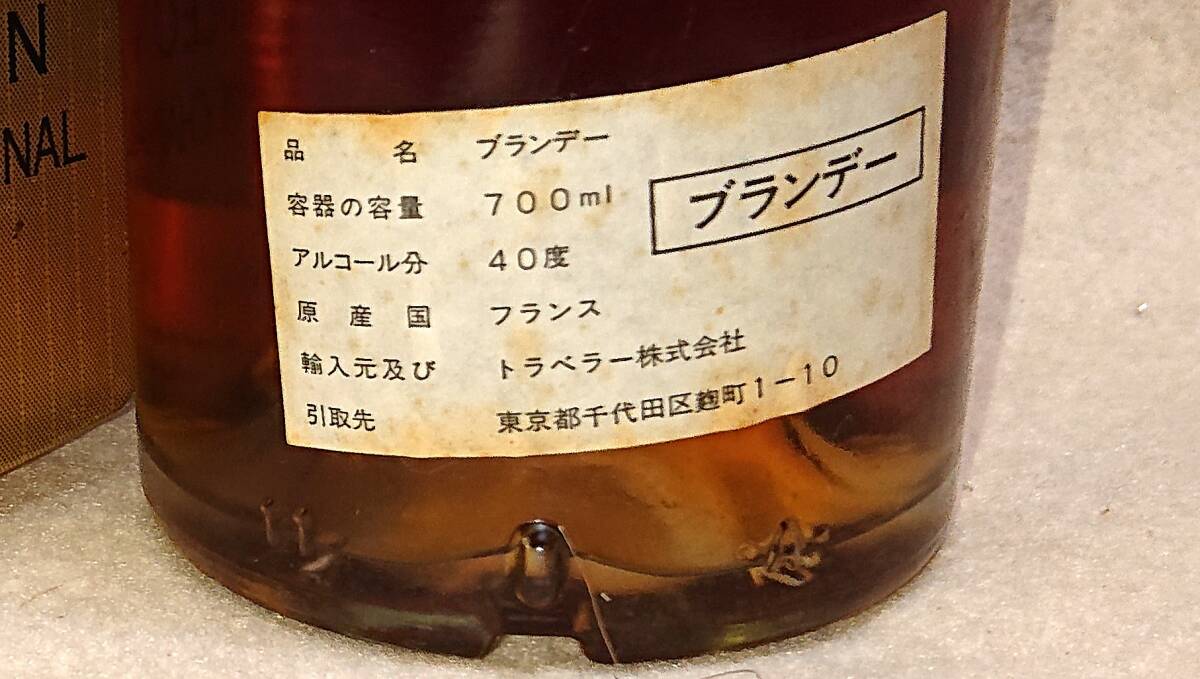 N
NAL
品名 ブランデー
容器の容量 700ml
ブランデー
アルコール分 40度
原産国 フランス
輸入元及び トラベラー株式会社
引取先 東京都千代田区麹町1-10